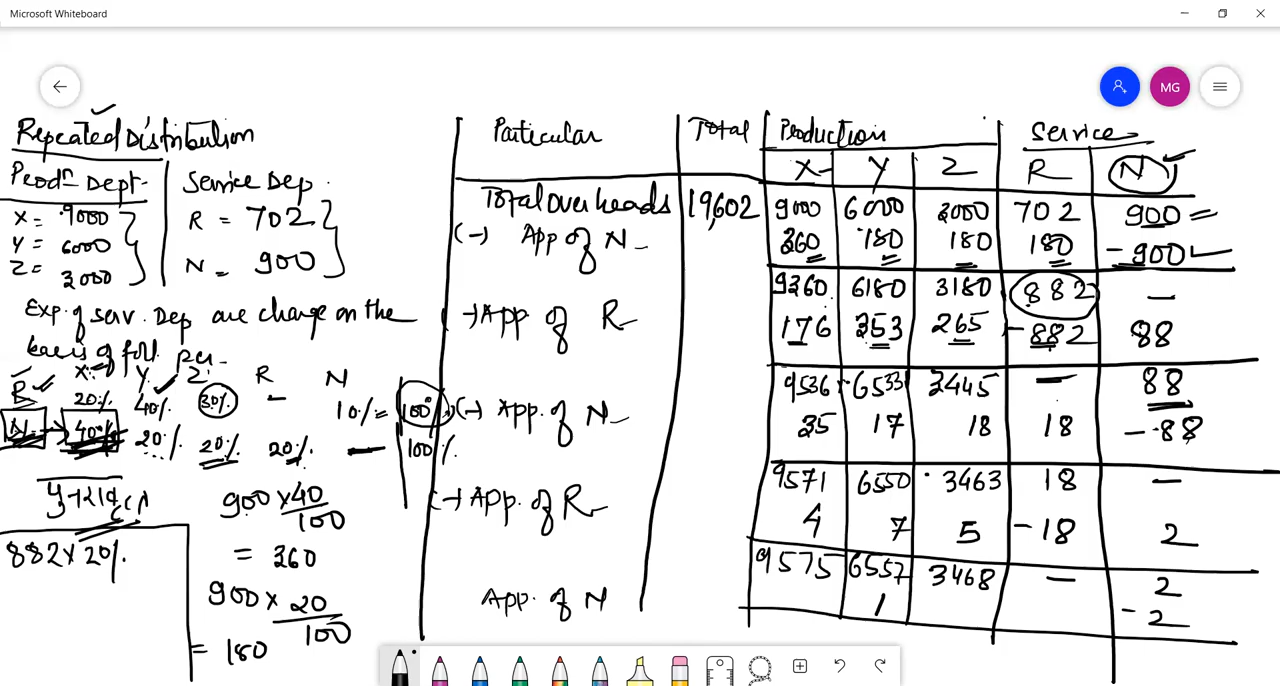 Microsoft Whiteboard
MG
Repeated Distribution
Prodn Dept.
X = 9000
Y = 6000
Z = 3000
Service Dep.
R = 702
N = 900
Exp. of serv. Dep are charge on the
basis of foll. per
X Y Z R N
R 20% 40% 30% - 10% = 100%
N 40% 20% 20% 20% - 100%
900 x 40/100
= 360
882 x 20%
900 x 20/100
= 180
Particular Total Production Service
X Y Z R N
Total overheads 19,602 9000 6000 3000 702 900 =
(-) App of N 360 180 180 180 -900
9360 6180 3180 882 -
(-) App of R 176 353 265 -882 88
9536 6533 3445 - 88
(-) App. of N 35 17 18 18 -88
9571 6550 3463 18 -
(-) App. of R 4 7 5 -18 2
9575 6557 3468 - 2
App. of N 1 -2